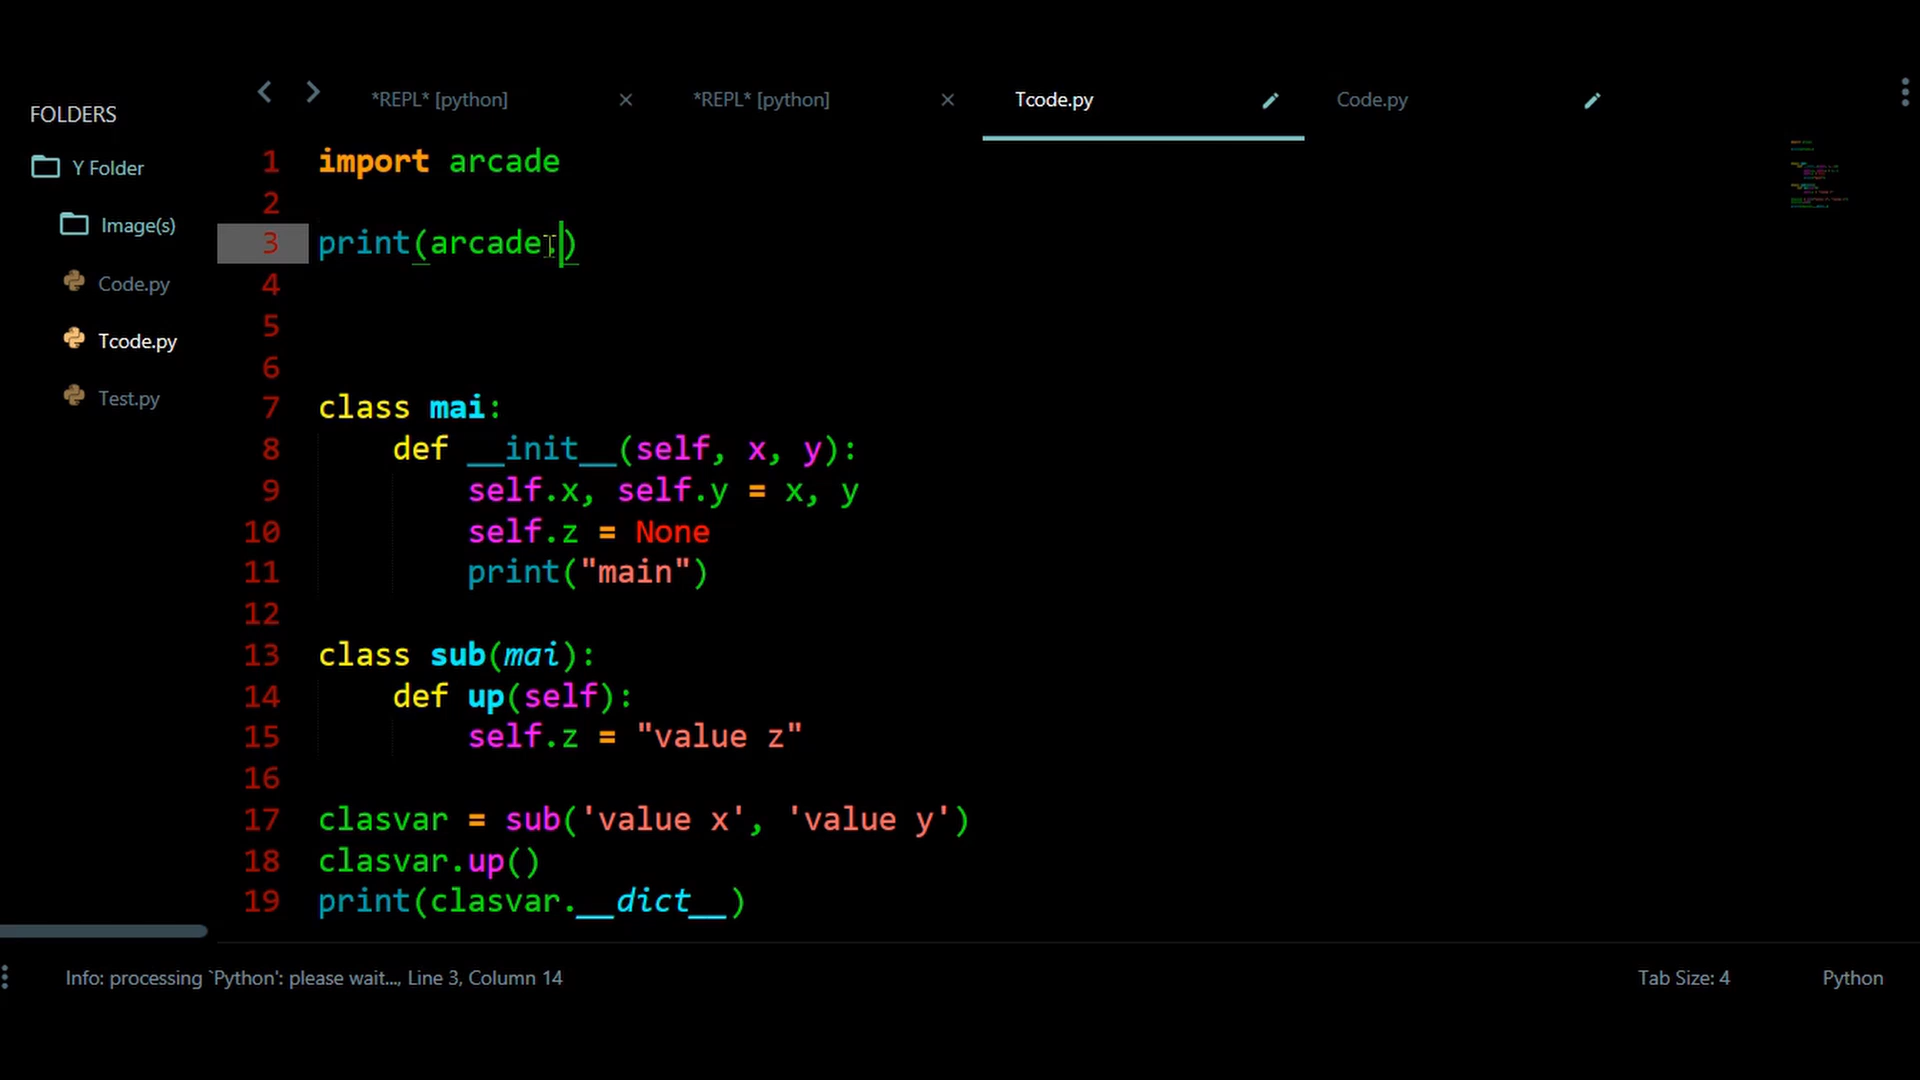 FOLDERS
Y Folder
Image(s)
Code.py
Tcode.py
Test.py
*REPL* [python]
*REPL* [python]
Tcode.py
Code.py
1 import arcade
2
3 print(arcade.)
4
5
6
7 class mai:
8 def __init__(self, x, y):
9 self.x, self.y = x, y
10 self.z = None
11 print("main")
12
13 class sub(mai):
14 def up(self):
15 self.z = "value z"
16
17 clasvar = sub('value x', 'value y')
18 clasvar.up()
19 print(clasvar.__dict__)
Info: processing `Python': please wait..., Line 3, Column 14
Tab Size: 4
Python